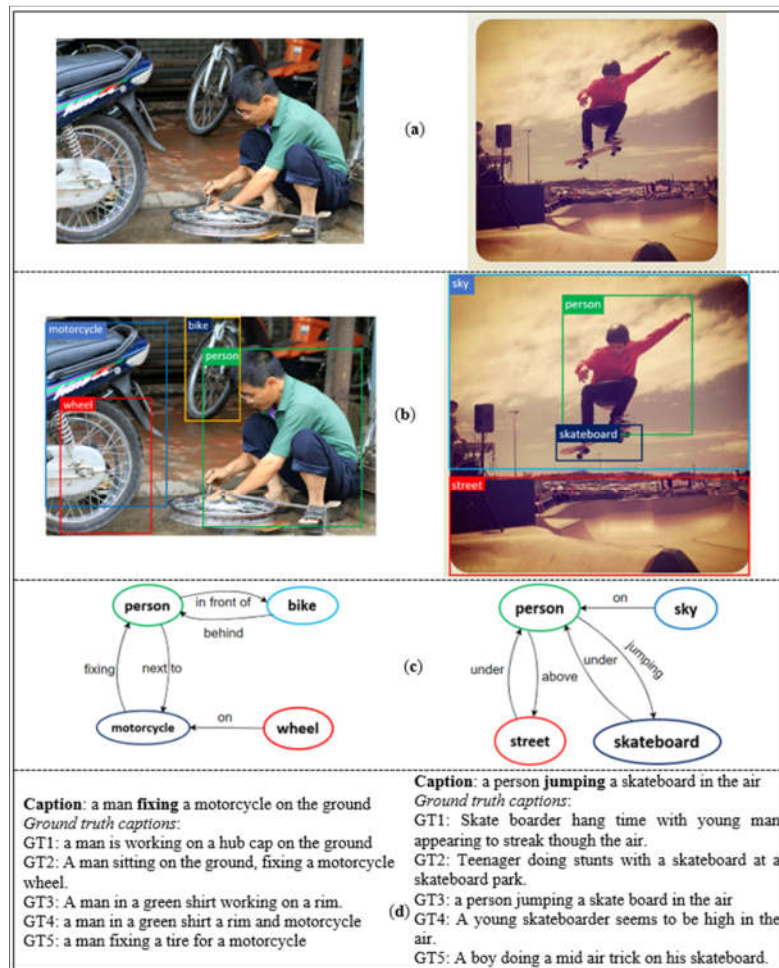 (a)
motorcycle
bike
person
wheel
(b)
sky
person
skateboard
street
person
in front of
bike
behind
fixing
next to
motorcycle
on
wheel
(c)
person
on
sky
jumping
under
under
above
street
skateboard
Caption: a man fixing a motorcycle on the ground
Ground truth captions:
GT1: a man is working on a hub cap on the ground
GT2: A man sitting on the ground, fixing a motorcycle
wheel.
GT3: A man in a green shirt working on a rim.
GT4: a man in a green shirt a rim and motorcycle
GT5: a man fixing a tire for a motorcycle
(d)
Caption: a person jumping a skateboard in the air
Ground truth captions:
GT1: Skate boarder hang time with young man
appearing to streak though the air.
GT2: Teenager doing stunts with a skateboard at a
skateboard park.
GT3: a person jumping a skate board in the air
GT4: A young skateboarder seems to be high in the
air.
GT5: A boy doing a mid air trick on his skateboard.